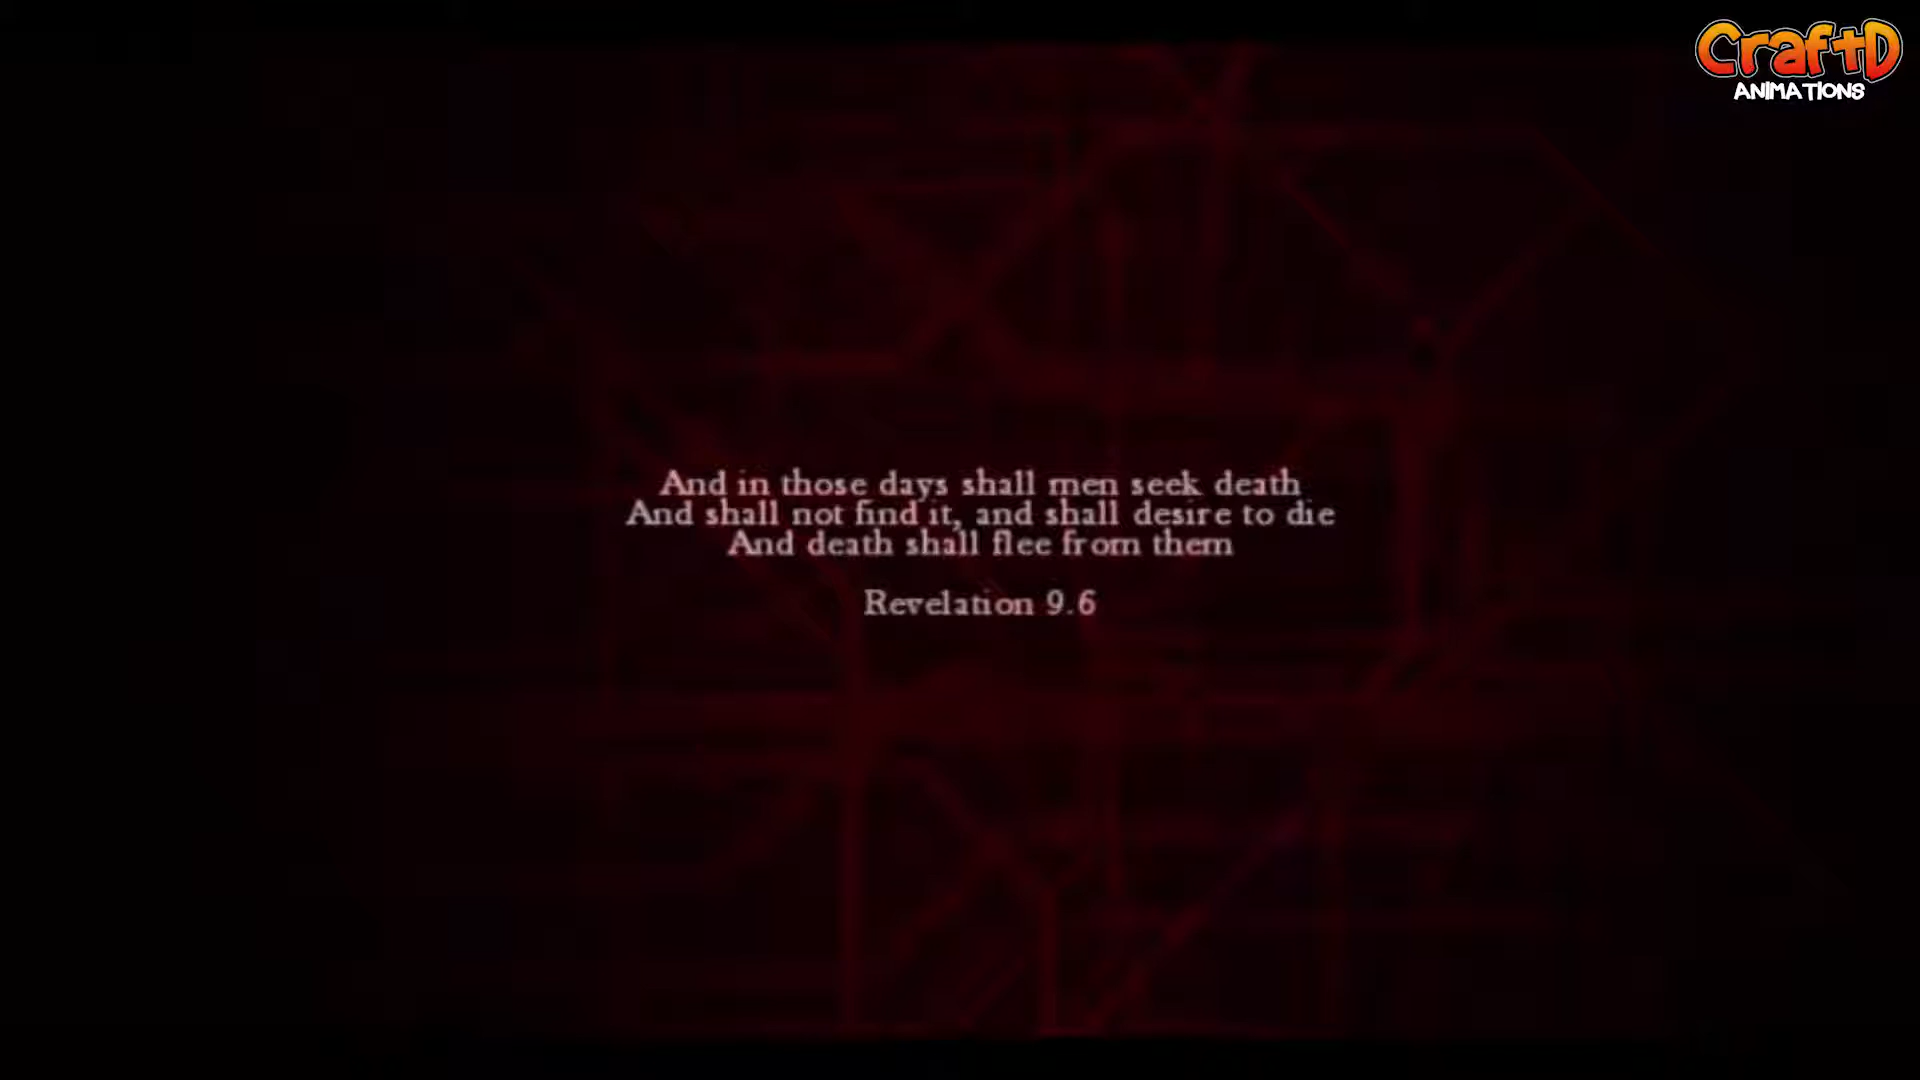 CraftD
ANIMATIONS
And in those days shall men seek death
And shall not find it, and shall desire to die
And death shall flee from them
Revelation 9.6